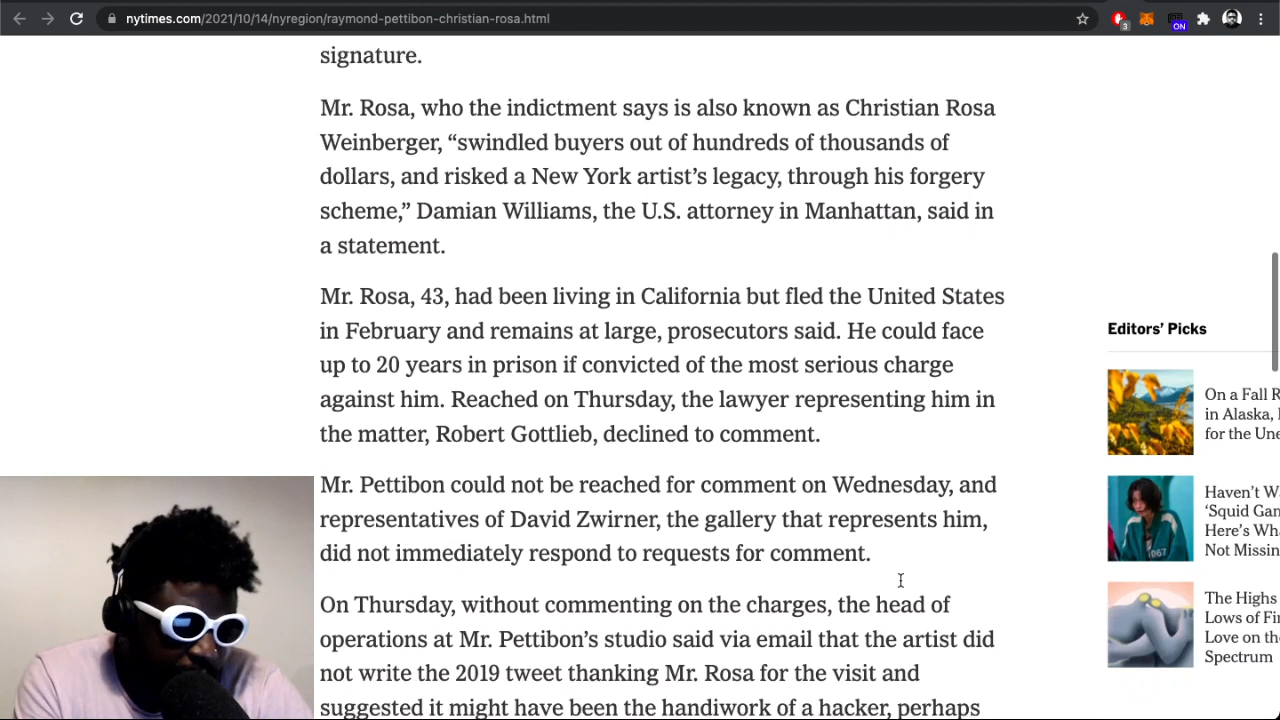 nytimes.com/2021/10/14/nyregion/raymond-pettibon-christian-rosa.html
3
ON
signature.
Mr. Rosa, who the indictment says is also known as Christian Rosa
Weinberger, “swindled buyers out of hundreds of thousands of
dollars, and risked a New York artist’s legacy, through his forgery
scheme,” Damian Williams, the U.S. attorney in Manhattan, said in
a statement.
Mr. Rosa, 43, had been living in California but fled the United States
in February and remains at large, prosecutors said. He could face
up to 20 years in prison if convicted of the most serious charge
against him. Reached on Thursday, the lawyer representing him in
the matter, Robert Gottlieb, declined to comment.
Mr. Pettibon could not be reached for comment on Wednesday, and
representatives of David Zwirner, the gallery that represents him,
did not immediately respond to requests for comment.
On Thursday, without commenting on the charges, the head of
operations at Mr. Pettibon’s studio said via email that the artist did
not write the 2019 tweet thanking Mr. Rosa for the visit and
suggested it might have been the handiwork of a hacker, perhaps
Editors’ Picks
On a Fall R
in Alaska,
for the Une
Haven’t W
‘Squid Gan
Here’s Wh
Not Missin
067
The Highs
Lows of Fi
Love on th
Spectrum